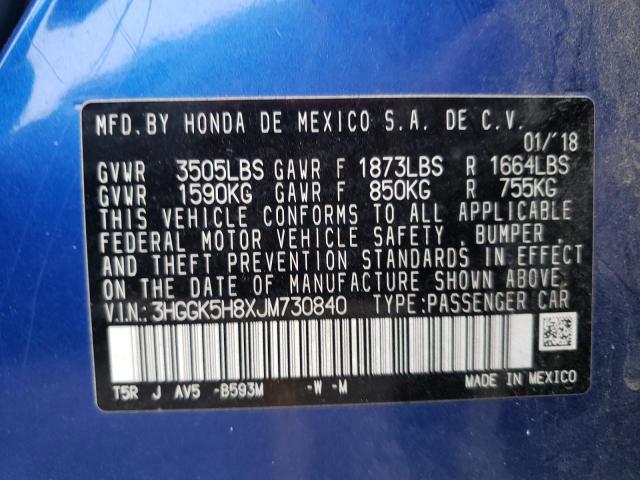 MFD. BY HONDA DE MEXICO S.A. DE C.V.
01/'18
GVWR 3505LBS GAWR F 1873LBS R 1664LBS
GVWR 1590KG GAWR F 850KG R 755KG
THIS VEHICLE CONFORMS TO ALL APPLICABLE
FEDERAL MOTOR VEHICLE SAFETY, BUMPER,
AND THEFT PREVENTION STANDARDS IN EFFECT
ON THE DATE OF MANUFACTURE SHOWN ABOVE.
V.I.N.: 3HGGK5H8XJM730840 TYPE: PASSENGER CAR
T5R J AV5 -B593M -W -M
MADE IN MEXICO